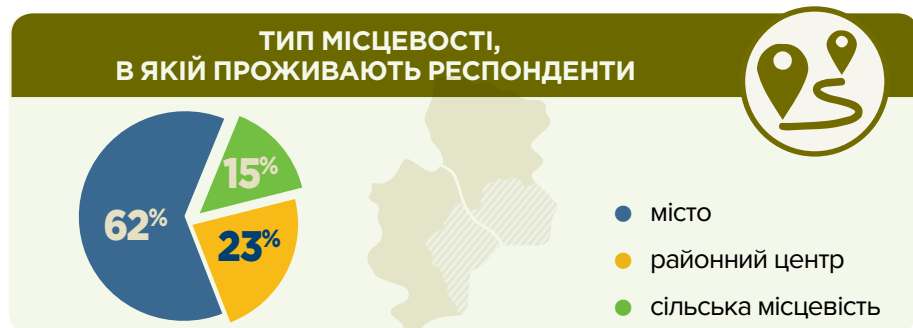 ТИП МІСЦЕВОСТІ,
В ЯКІЙ ПРОЖИВАЮТЬ РЕСПОНДЕНТИ
15%
62%
23%
місто
районний центр
сільська місцевість